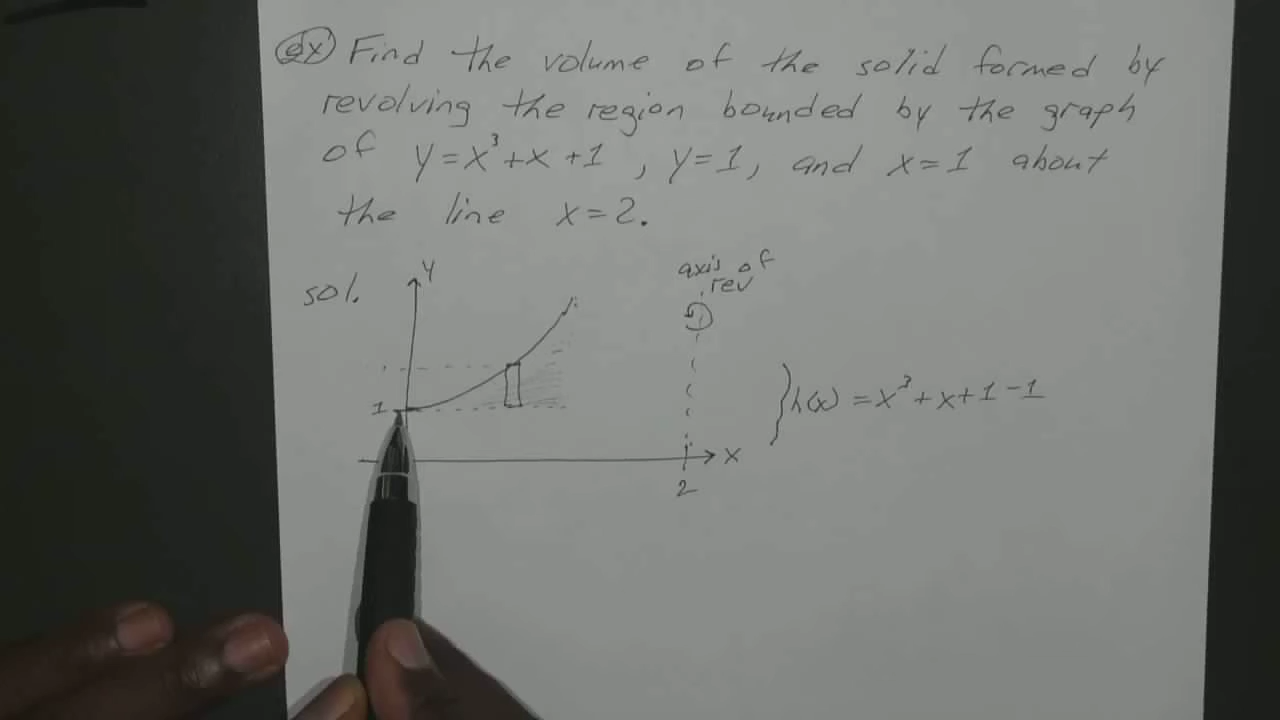 ex Find the volume of the solid formed by
revolving the region bounded by the graph
of y=x³+x+1, y=1, and x=1 about
the line x=2.
sol.
y
axis of
rev
1
h(x) = x³+x+1-1
x
2